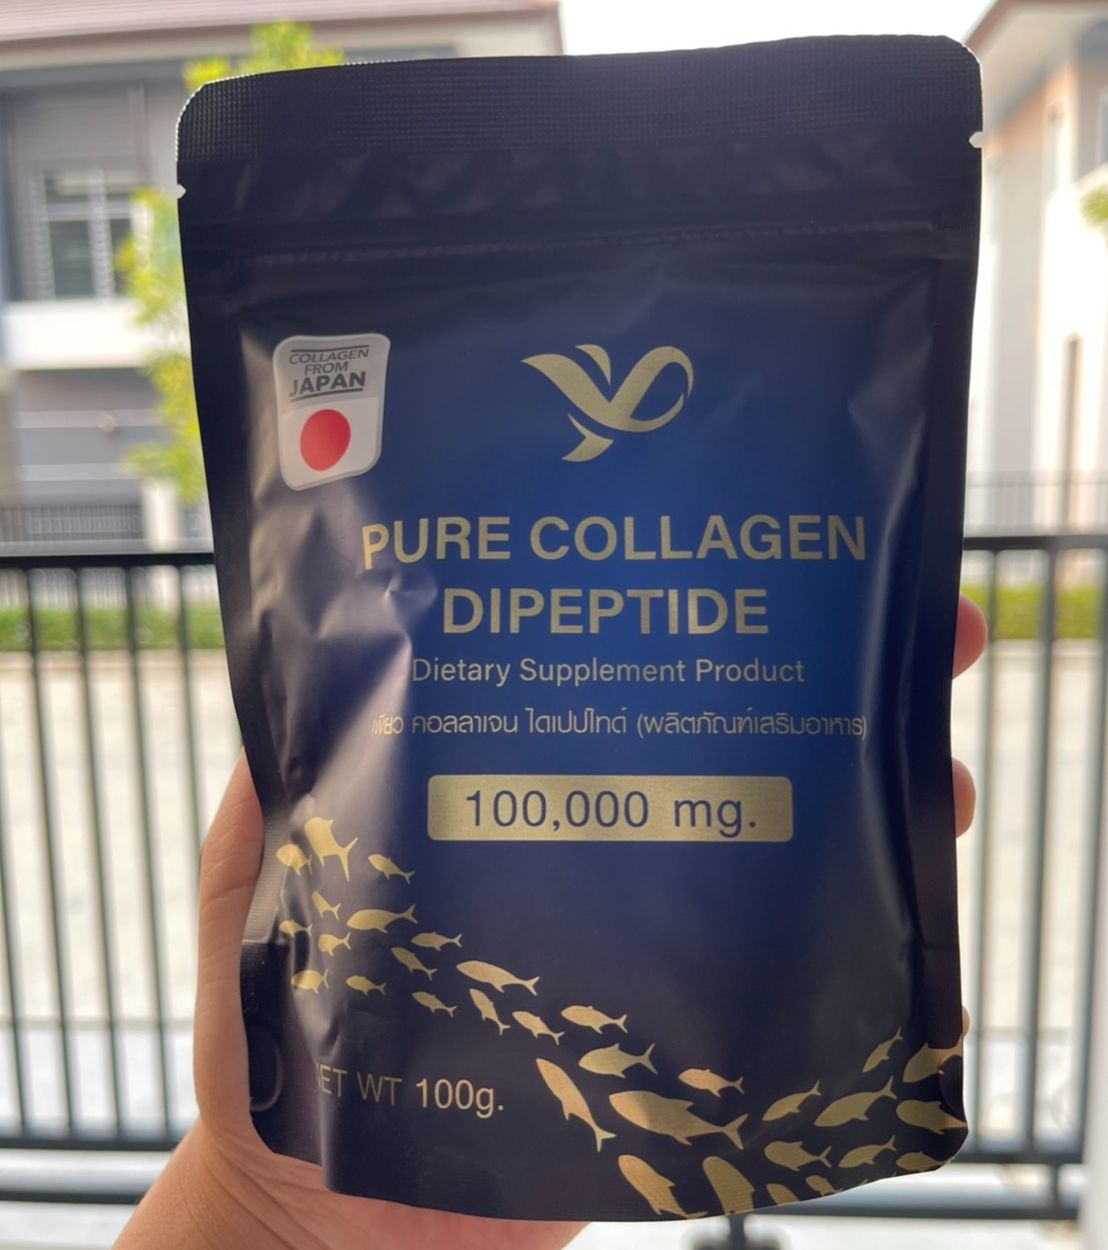 COLLAGEN
FROM
JAPAN
PURE COLLAGEN
DIPEPTIDE
Dietary Supplement Product
เพียว คอลลาเจน ไดเปปไทด์ (ผลิตภัณฑ์เสริมอาหาร)
100,000 mg.
NET WT 100g.